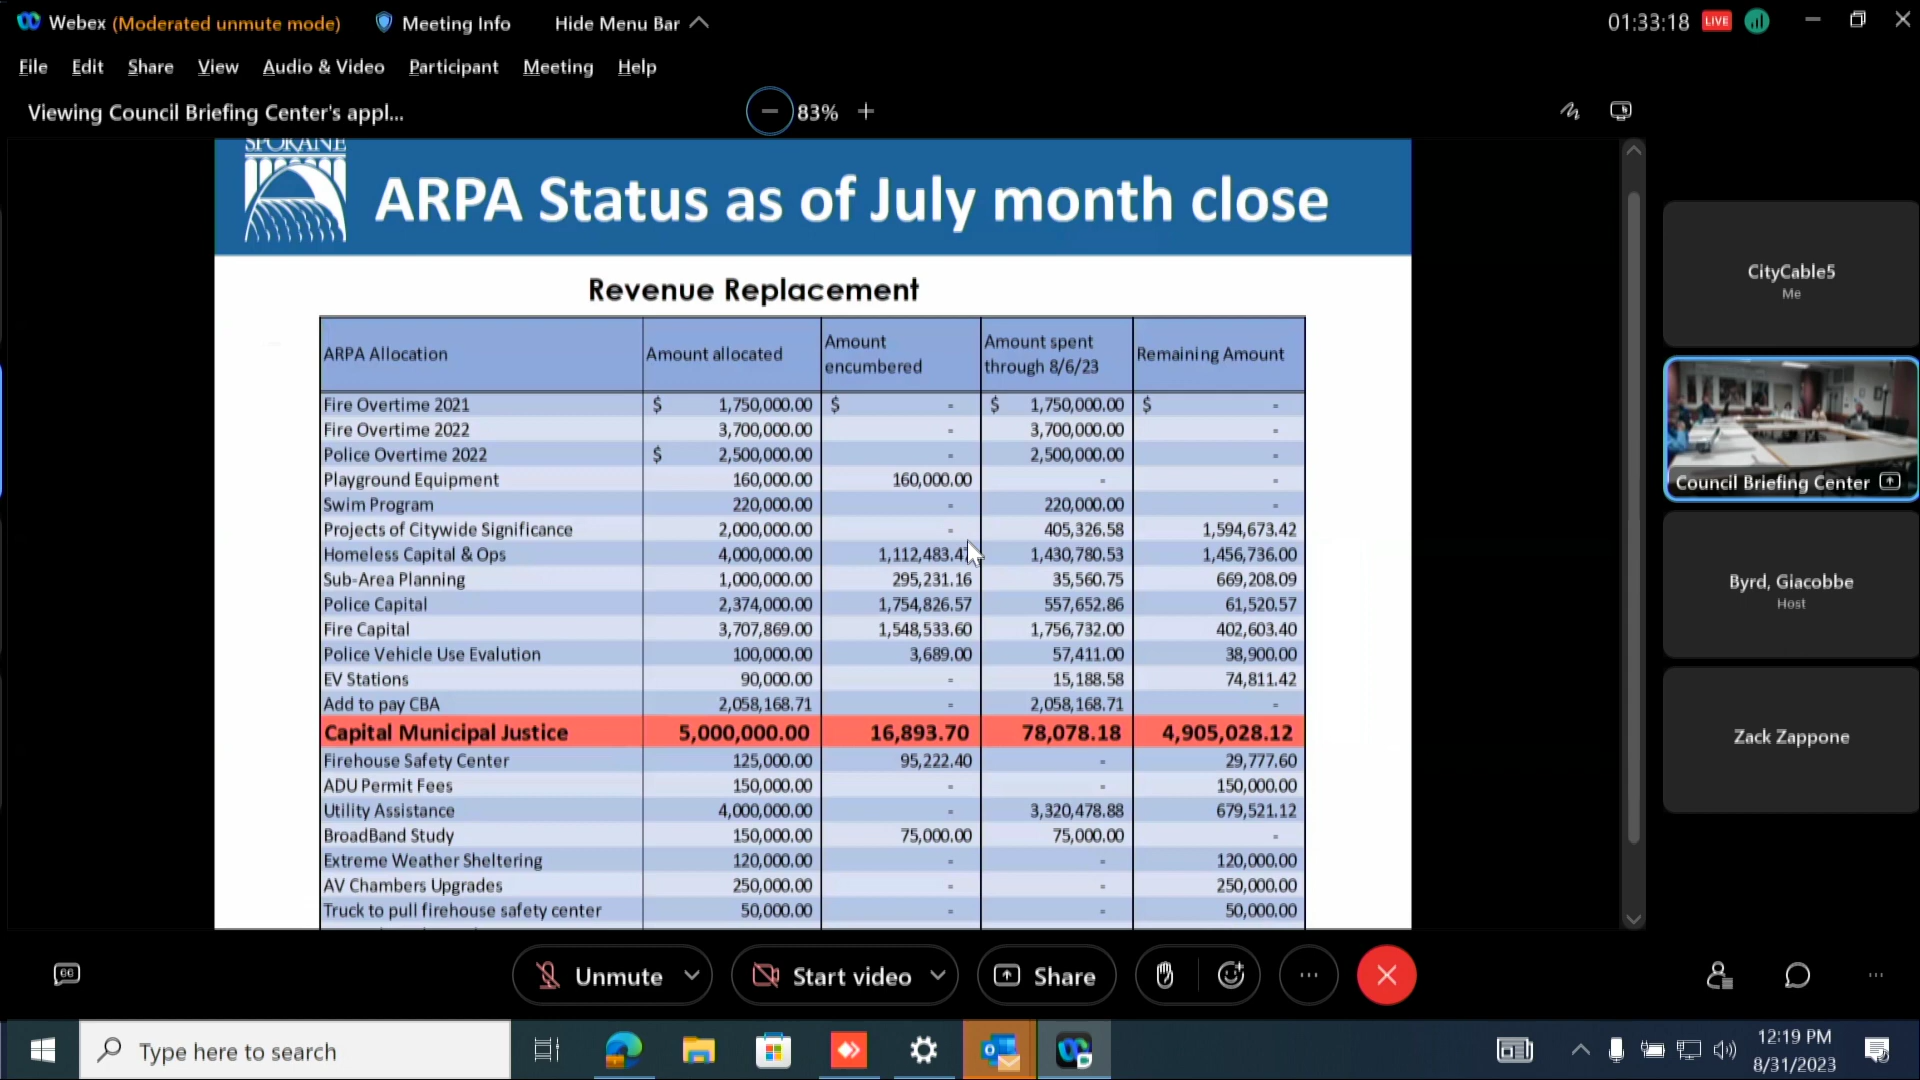 Webex (Moderated unmute mode) Meeting Info Hide Menu Bar 01:33:18 LIVE
File Edit Share View Audio & Video Participant Meeting Help
Viewing Council Briefing Center's appl... 83%
SPOKANE
ARPA Status as of July month close
Revenue Replacement
ARPA Allocation Amount allocated Amount encumbered Amount spent through 8/6/23 Remaining Amount
Fire Overtime 2021 $ 1,750,000.00 $ - $ 1,750,000.00 $ -
Fire Overtime 2022 3,700,000.00 - 3,700,000.00 -
Police Overtime 2022 $ 2,500,000.00 - 2,500,000.00 -
Playground Equipment 160,000.00 160,000.00 - -
Swim Program 220,000.00 - 220,000.00 -
Projects of Citywide Significance 2,000,000.00 - 405,326.58 1,594,673.42
Homeless Capital & Ops 4,000,000.00 1,112,483.47 1,430,780.53 1,456,736.00
Sub-Area Planning 1,000,000.00 295,231.16 35,560.75 669,208.09
Police Capital 2,374,000.00 1,754,826.57 557,652.86 61,520.57
Fire Capital 3,707,869.00 1,548,533.60 1,756,732.00 402,603.40
Police Vehicle Use Evalution 100,000.00 3,689.00 57,411.00 38,900.00
EV Stations 90,000.00 - 15,188.58 74,811.42
Add to pay CBA 2,058,168.71 - 2,058,168.71 -
Capital Municipal Justice 5,000,000.00 16,893.70 78,078.18 4,905,028.12
Firehouse Safety Center 125,000.00 95,222.40 - 29,777.60
ADU Permit Fees 150,000.00 - - 150,000.00
Utility Assistance 4,000,000.00 - 3,320,478.88 679,521.12
BroadBand Study 150,000.00 75,000.00 75,000.00 -
Extreme Weather Sheltering 120,000.00 - - 120,000.00
AV Chambers Upgrades 250,000.00 - - 250,000.00
Truck to pull firehouse safety center 50,000.00 - - 50,000.00
CityCable5
Me
Council Briefing Center
Byrd, Giacobbe
Host
Zack Zappone
Unmute Start video Share
Type here to search
12:19 PM
8/31/2023